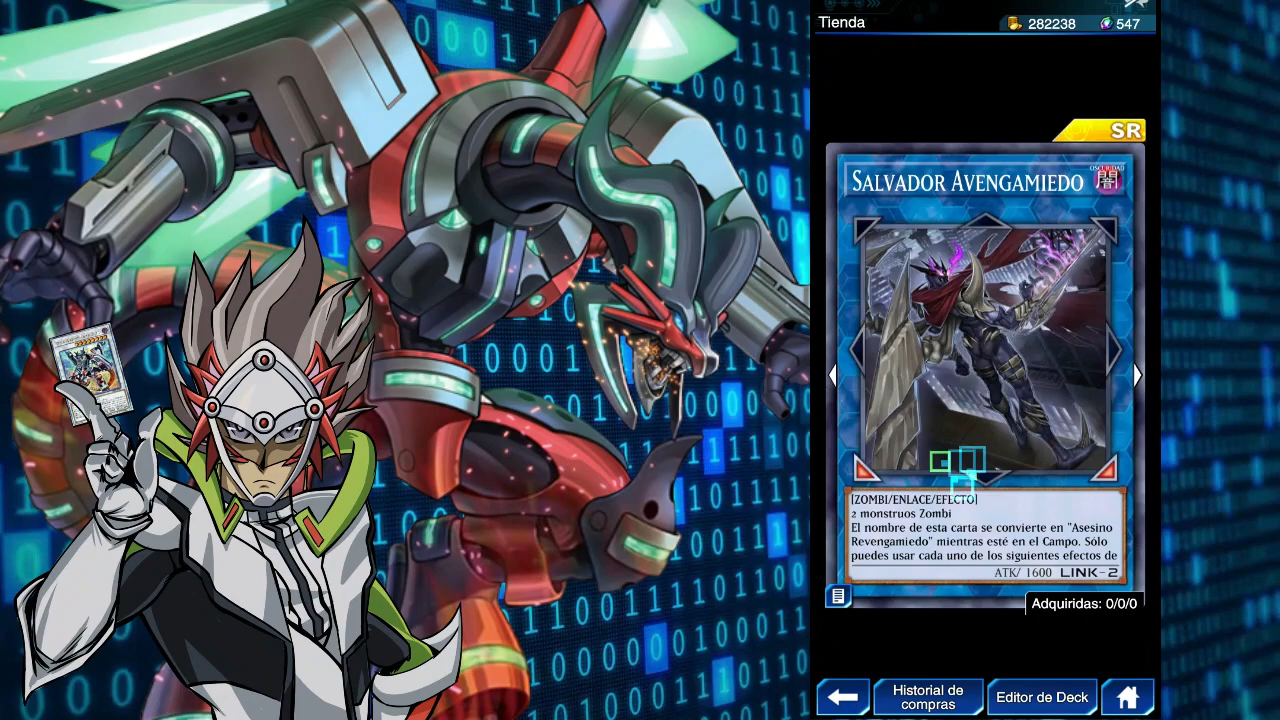 Tienda
282238
547
SR
SALVADOR AVENGAMIEDO
OSCURIDAD
闇
[ZOMBI/ENLACE/EFECTO]
2 monstruos Zombi
El nombre de esta carta se convierte en "Asesino
Revengamiedo" mientras esté en el Campo. Sólo
puedes usar cada uno de los siguientes efectos de
ATK/ 1600 LINK-2
Adquiridas: 0/0/0
Historial de
compras
Editor de Deck